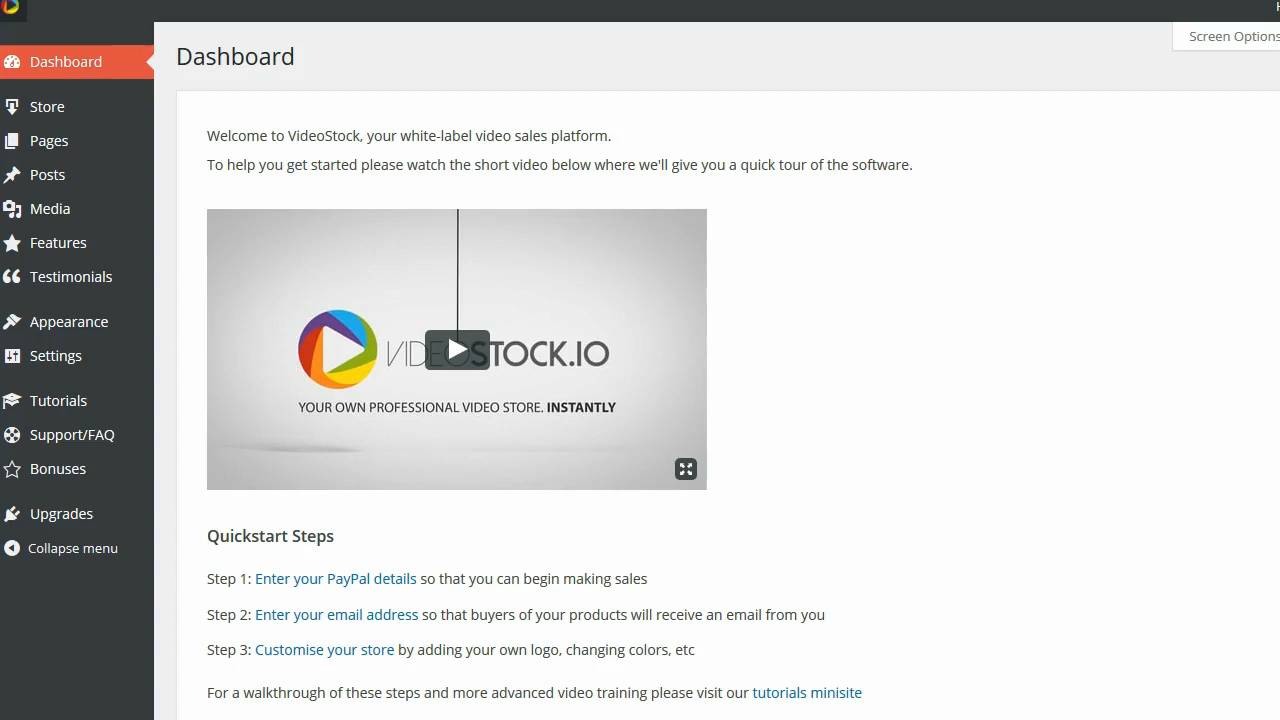 Screen Options
Dashboard
Dashboard
Store
Pages
Posts
Media
Features
Testimonials
Appearance
Settings
Tutorials
Support/FAQ
Bonuses
Upgrades
Collapse menu
Welcome to VideoStock, your white-label video sales platform.
To help you get started please watch the short video below where we'll give you a quick tour of the software.
VIDEOSTOCK.IO
YOUR OWN PROFESSIONAL VIDEO STORE. INSTANTLY
Quickstart Steps
Step 1: Enter your PayPal details so that you can begin making sales
Step 2: Enter your email address so that buyers of your products will receive an email from you
Step 3: Customise your store by adding your own logo, changing colors, etc
For a walkthrough of these steps and more advanced video training please visit our tutorials minisite